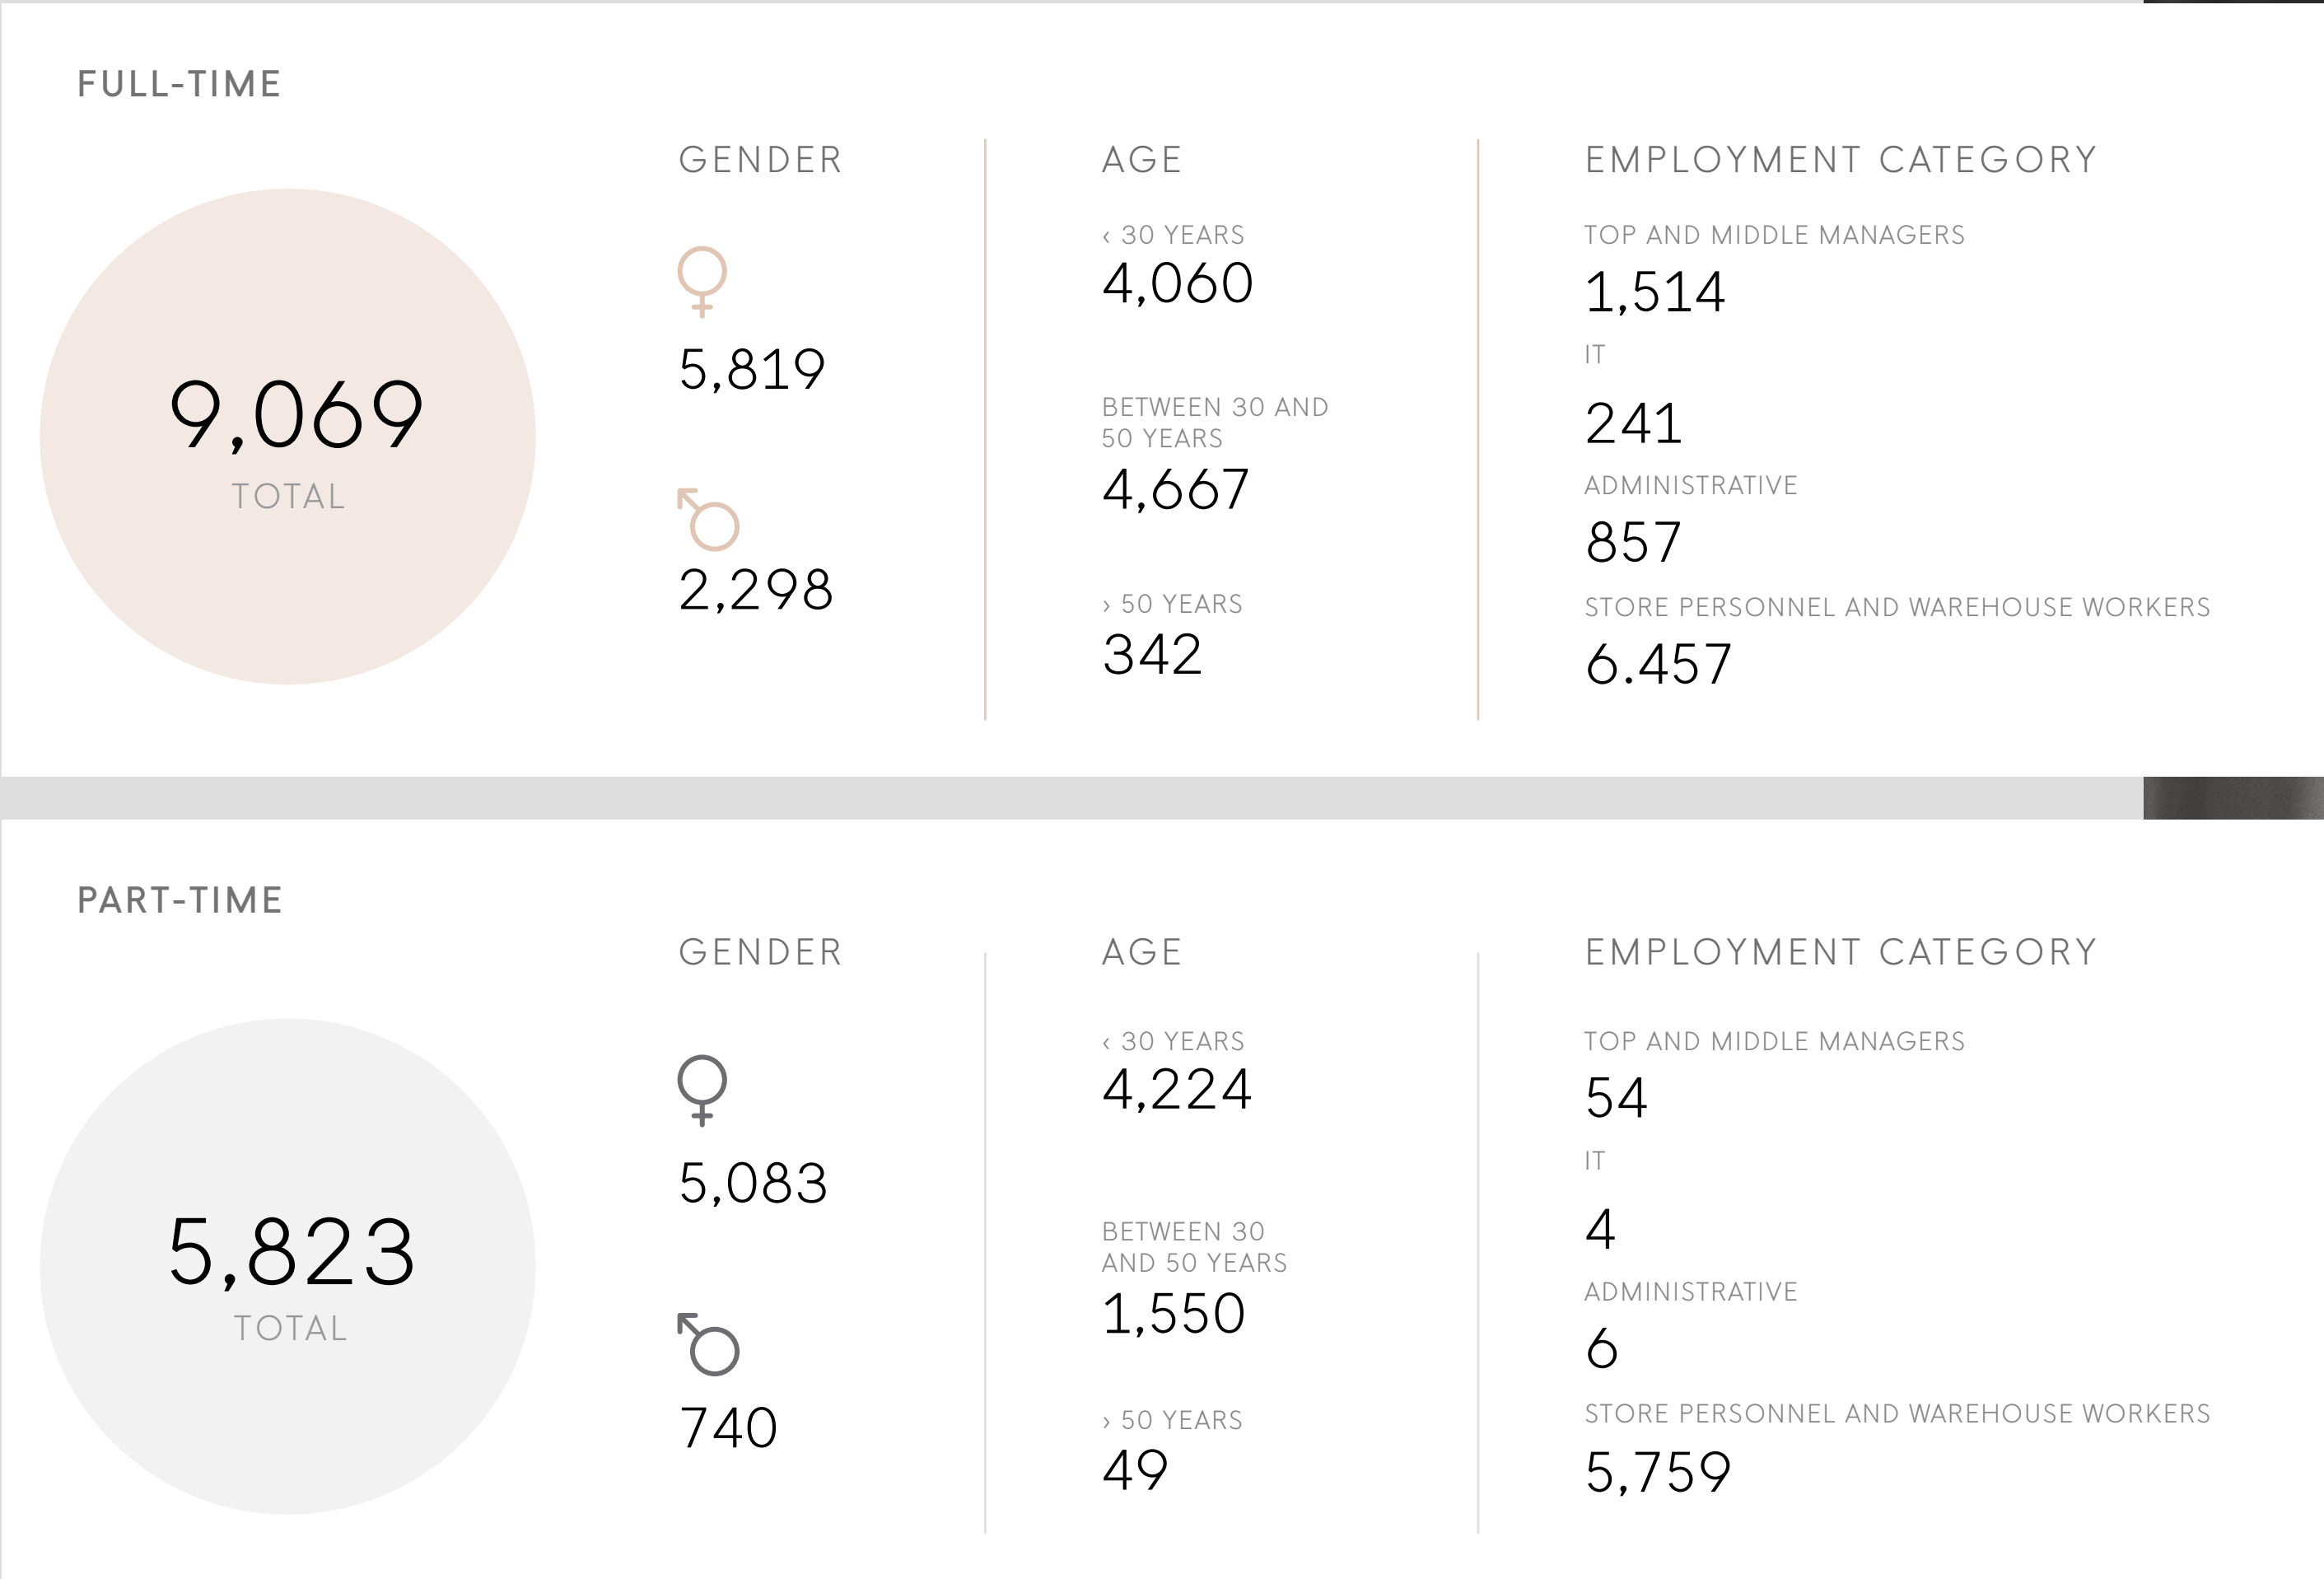 FULL-TIME
9,069
TOTAL
GENDER
5,819
2,298
AGE
‹ 30 YEARS
4,060
BETWEEN 30 AND
50 YEARS
4,667
› 50 YEARS
342
EMPLOYMENT CATEGORY
TOP AND MIDDLE MANAGERS
1,514
IT
241
ADMINISTRATIVE
857
STORE PERSONNEL AND WAREHOUSE WORKERS
6.457
PART-TIME
5,823
TOTAL
GENDER
5,083
740
AGE
‹ 30 YEARS
4,224
BETWEEN 30
AND 50 YEARS
1,550
› 50 YEARS
49
EMPLOYMENT CATEGORY
TOP AND MIDDLE MANAGERS
54
IT
4
ADMINISTRATIVE
6
STORE PERSONNEL AND WAREHOUSE WORKERS
5,759